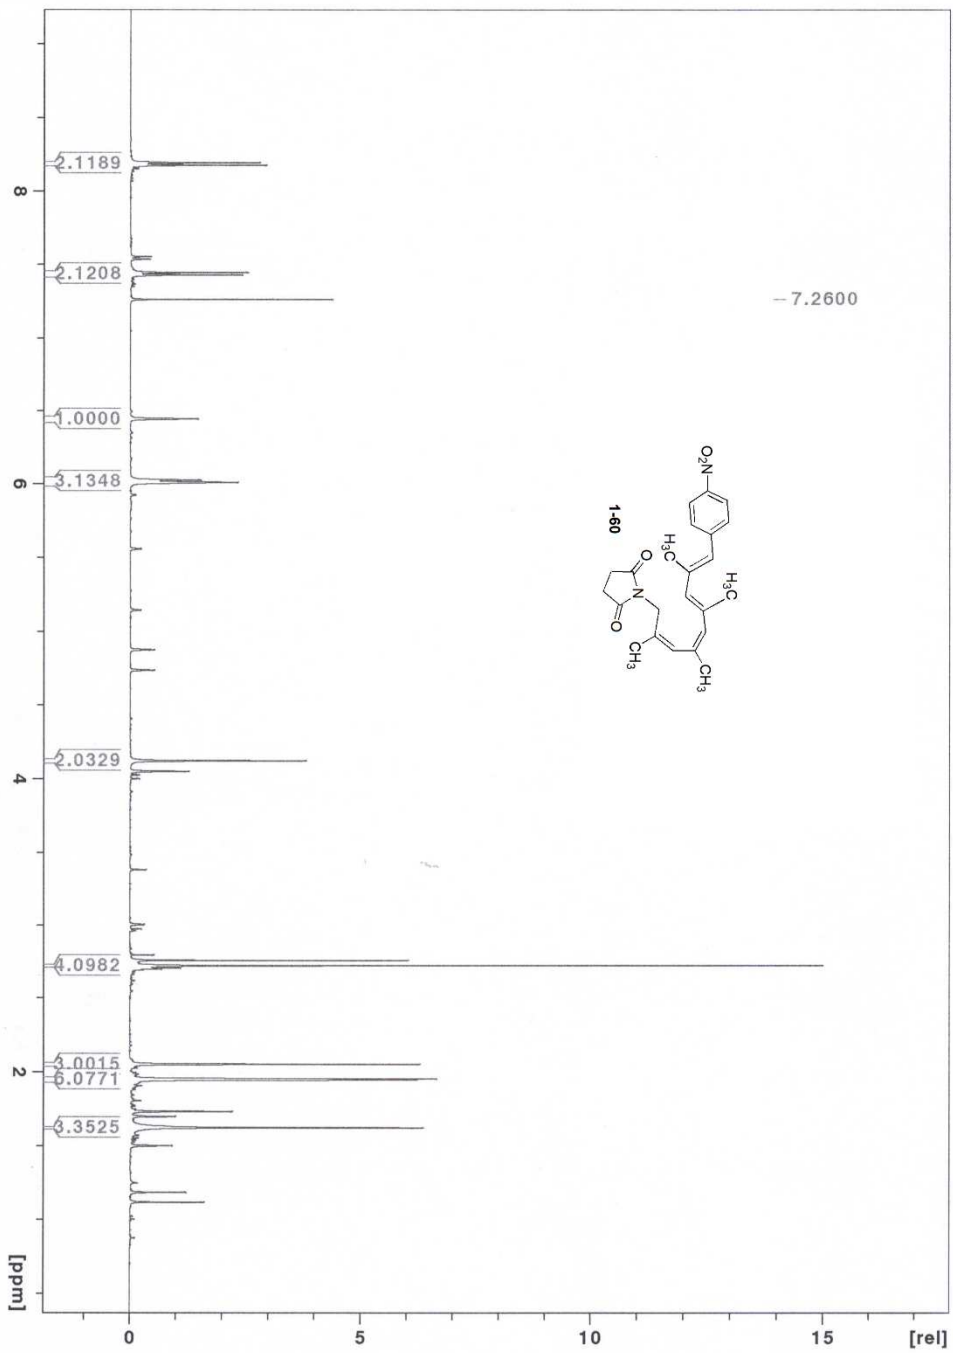 2.1189
2.1208
1.0000
3.1348
2.0329
4.0982
3.0015
6.0771
3.3525
8
6
4
2
[ppm]
-- 7.2600
O₂N
H₃C
H₃C
O
N
O
CH₃
CH₃
1-60
0
5
10
15
[rel]